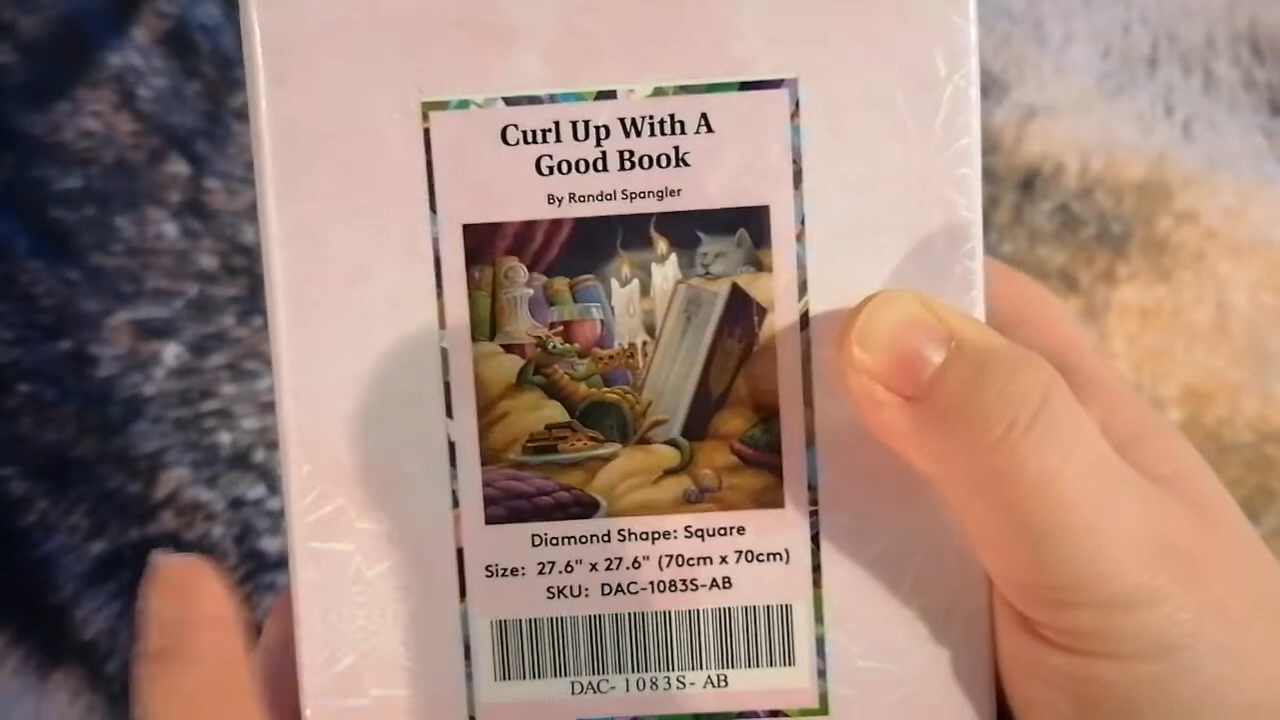 Curl Up With A
Good Book
By Randal Spangler
Diamond Shape: Square
Size: 27.6" x 27.6" (70cm x 70cm)
SKU: DAC-1083S-AB
DAC- 1083S- AB